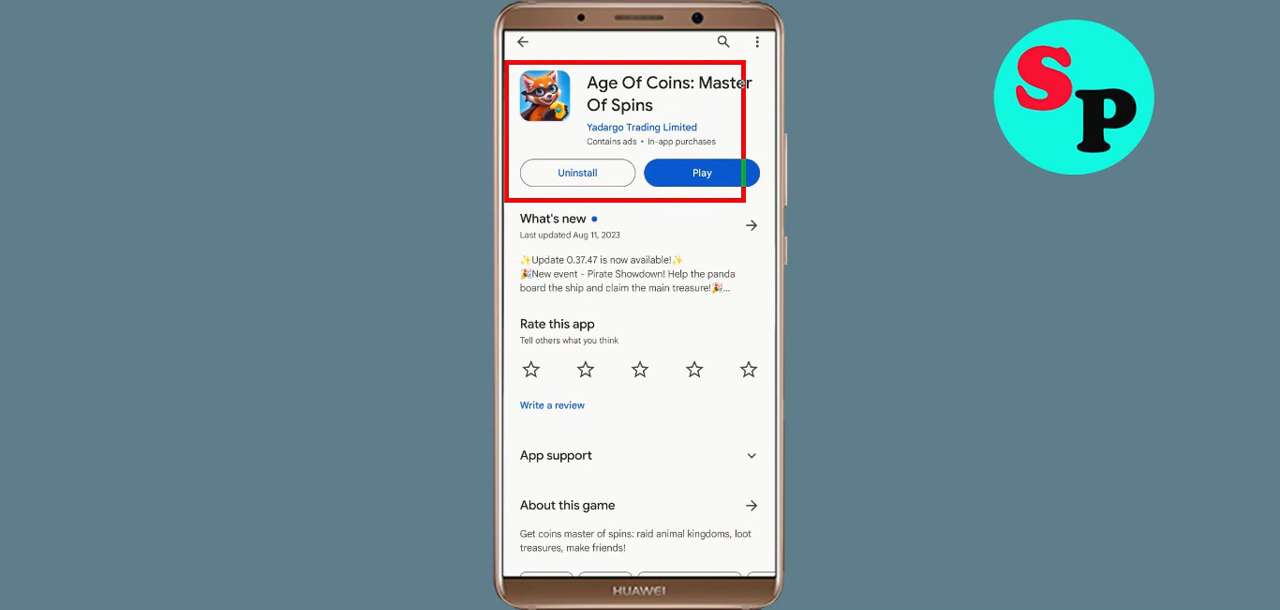 Age Of Coins: Master
Of Spins
Yadargo Trading Limited
Contains ads • In-app purchases
Uninstall
Play
What's new
Last updated Aug 11, 2023
✨Update 0.37.47 is now available!✨
🎉New event - Pirate Showdown! Help the panda
board the ship and claim the main treasure!🎉...
Rate this app
Tell others what you think
Write a review
App support
About this game
Get coins master of spins: raid animal kingdoms, loot
treasures, make friends!
HUAWEI
SP